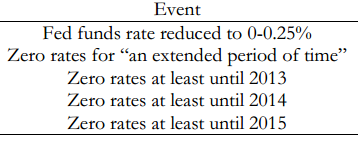 Event
Fed funds rate reduced to 0-0.25%
Zero rates for “an extended period of time”
Zero rates at least until 2013
Zero rates at least until 2014
Zero rates at least until 2015